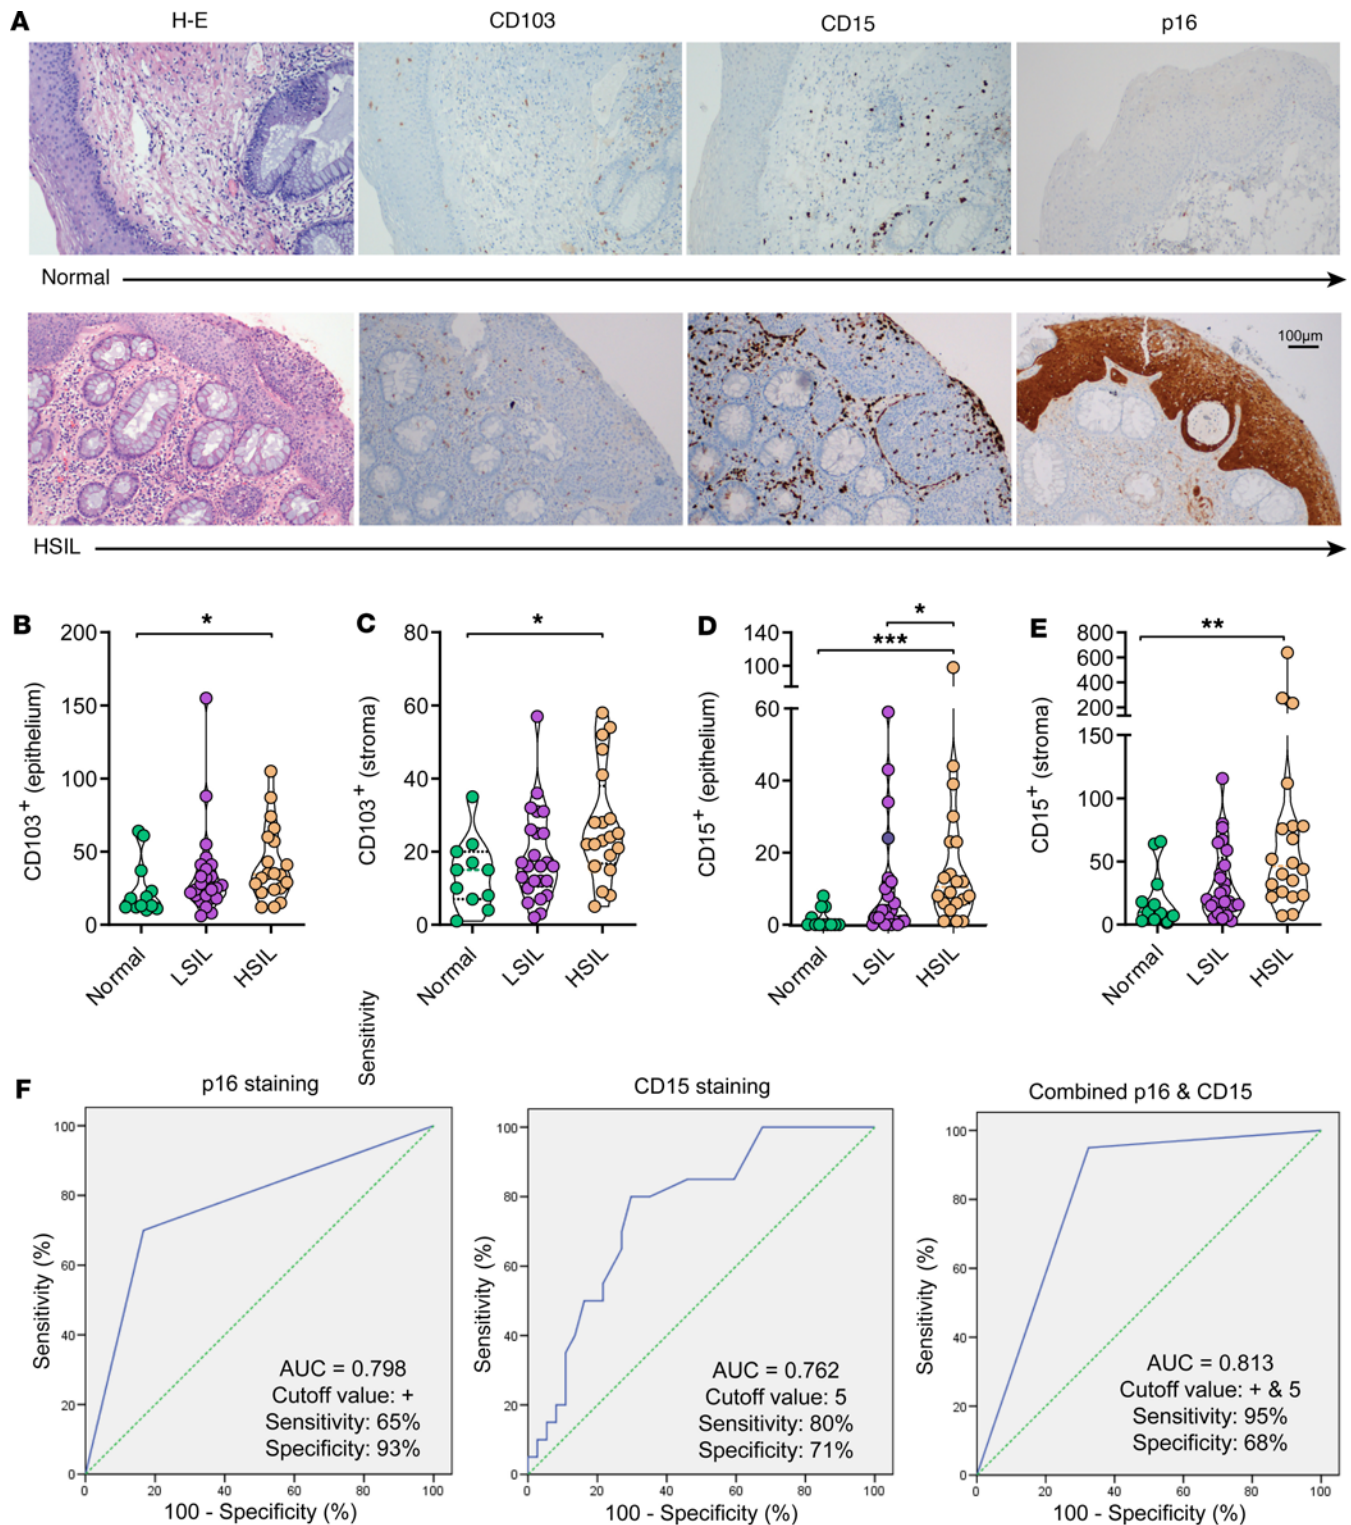 A
H-E
CD103
CD15
p16
Normal
100µm
HSIL
B
*
200
150
100
50
0
CD103+ (epithelium)
Normal
LSIL
HSIL
C
*
80
60
40
20
0
CD103+ (stroma)
Normal
LSIL
HSIL
D
*
***
140
100
60
40
20
0
CD15+ (epithelium)
Normal
LSIL
HSIL
E
**
800
600
400
200
150
100
50
0
CD15+ (stroma)
Normal
LSIL
HSIL
Sensitivity
F
p16 staining
100
80
60
40
20
0
Sensitivity (%)
AUC = 0.798
Cutoff value: +
Sensitivity: 65%
Specificity: 93%
0 20 40 60 80 100
100 - Specificity (%)
CD15 staining
100
80
60
40
20
0
Sensitivity (%)
AUC = 0.762
Cutoff value: 5
Sensitivity: 80%
Specificity: 71%
0 20 40 60 80 100
100 - Specificity (%)
Combined p16 & CD15
100
80
60
40
20
0
Sensitivity (%)
AUC = 0.813
Cutoff value: + & 5
Sensitivity: 95%
Specificity: 68%
0 20 40 60 80 100
100 - Specificity (%)